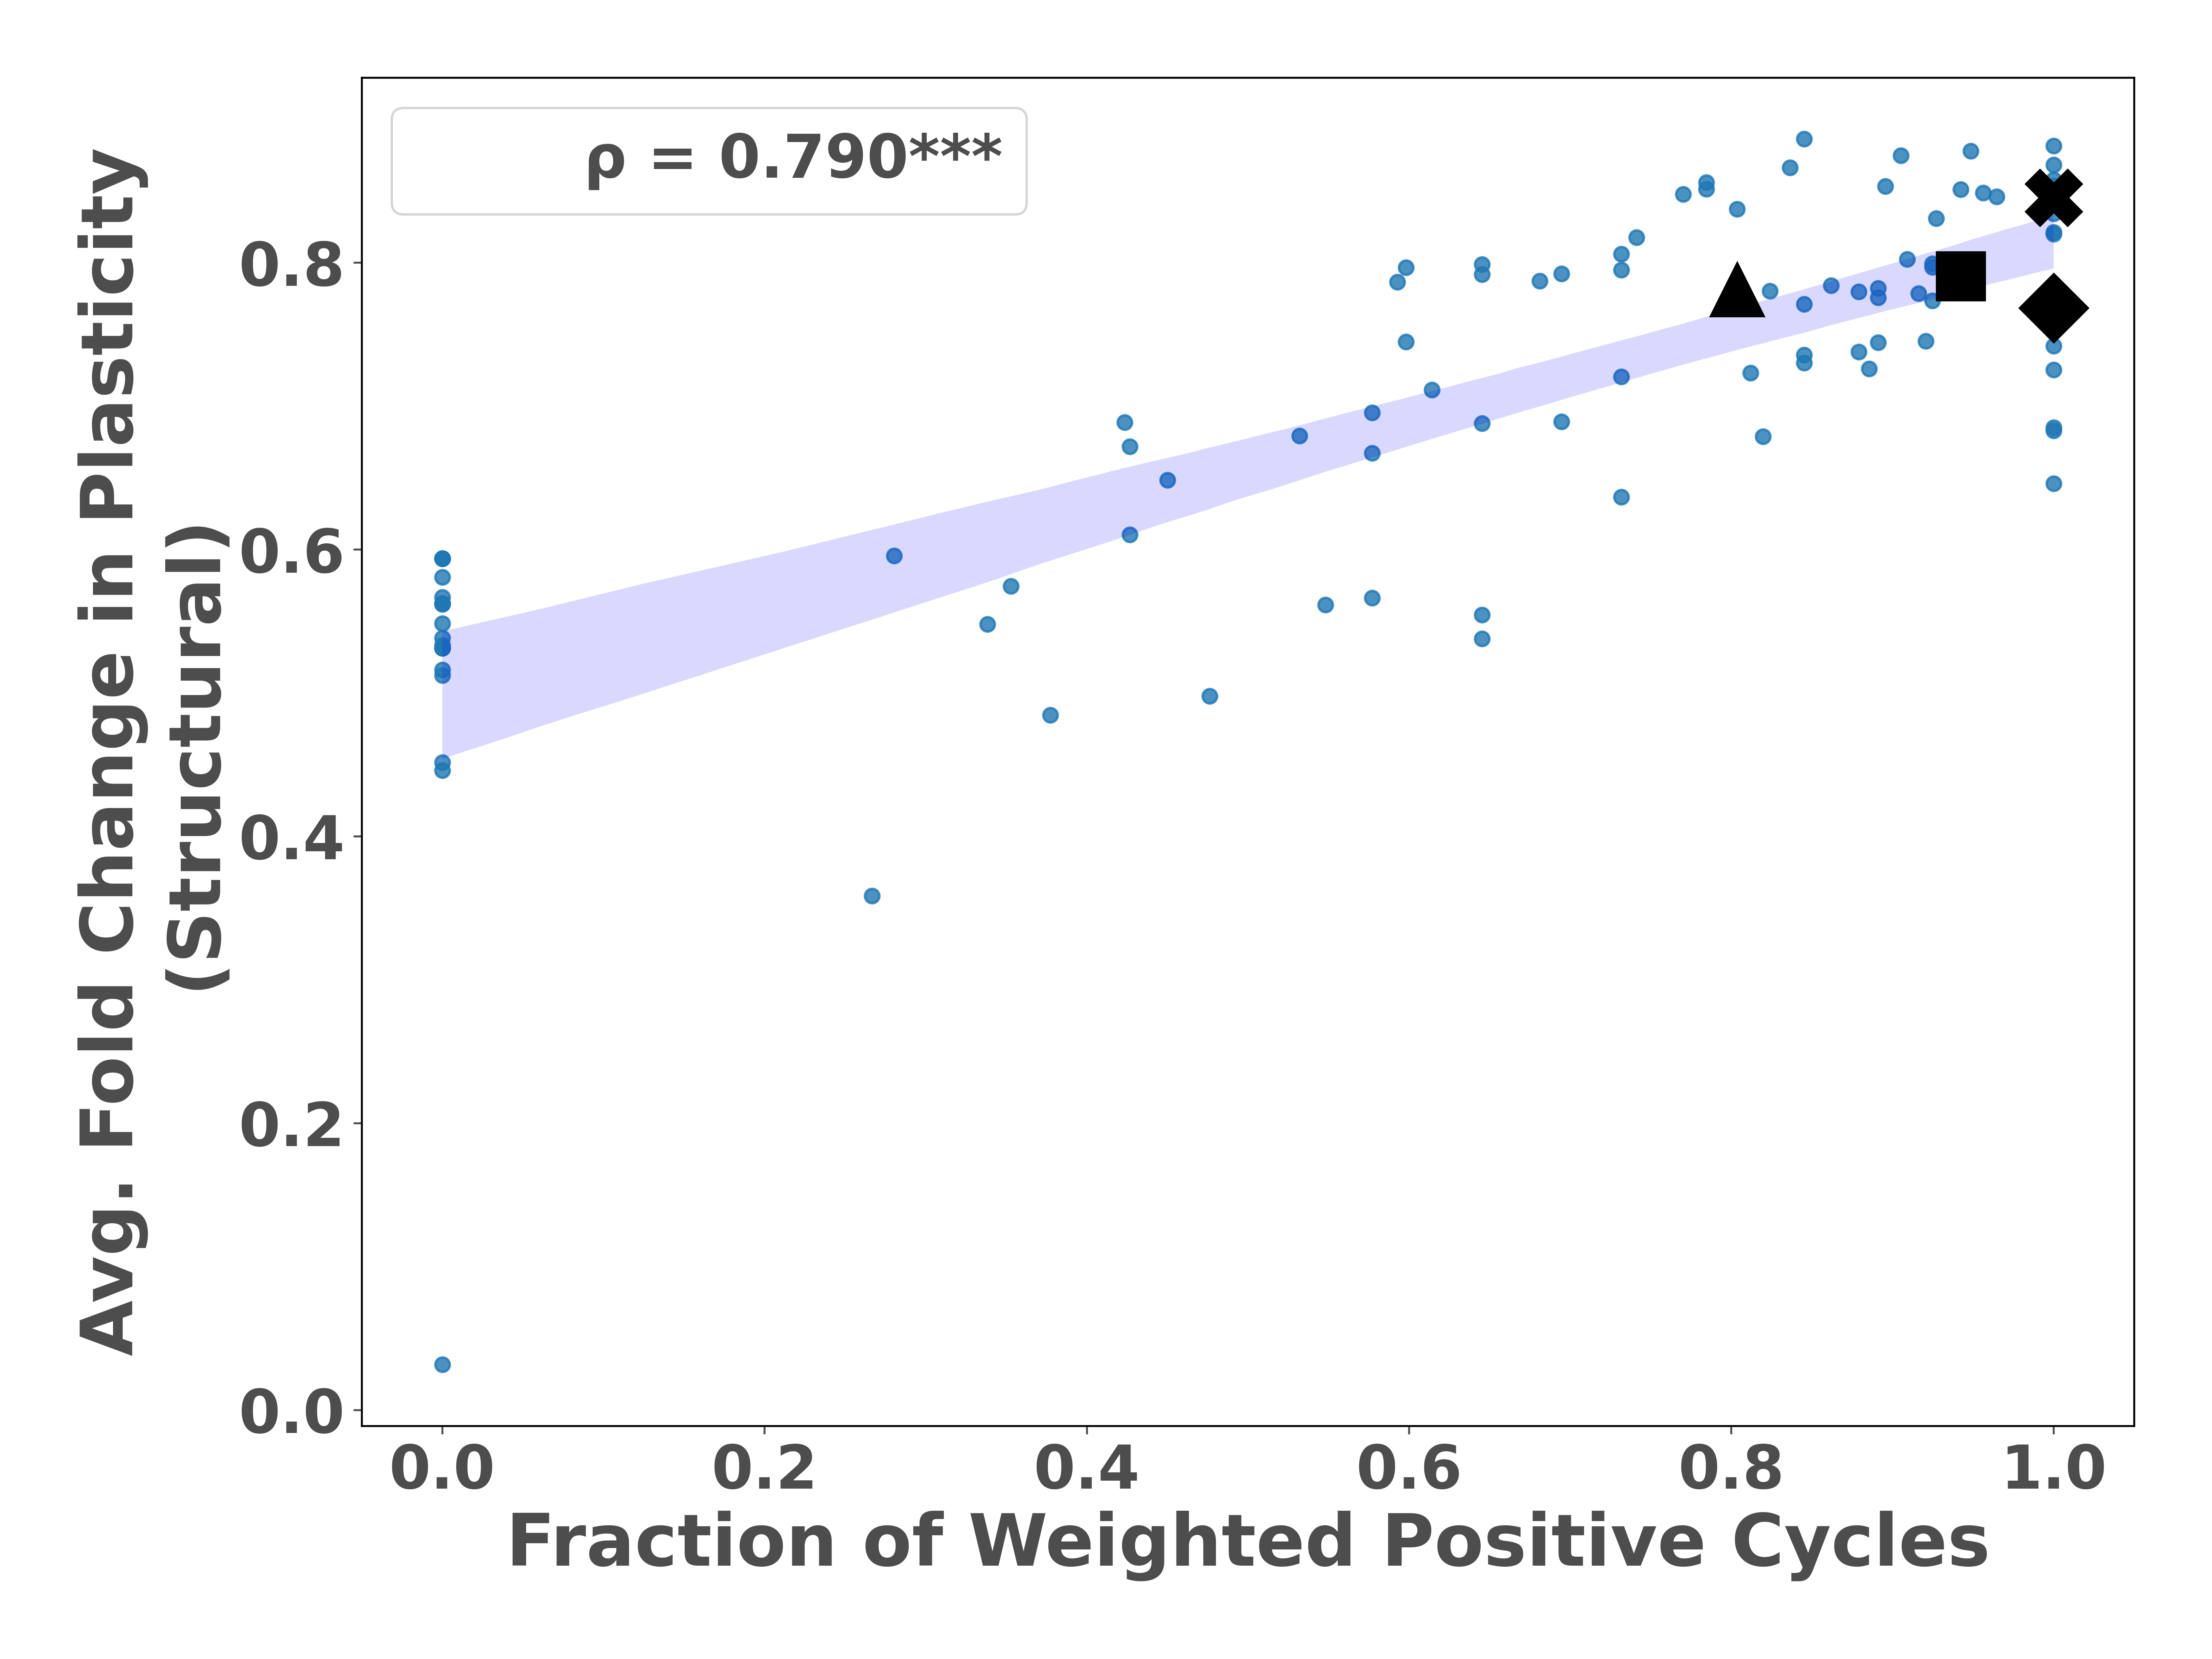 ρ = 0.790***
Avg. Fold Change in Plasticity
(Structural)
0.8
0.6
0.4
0.2
0.0
0.0 0.2 0.4 0.6 0.8 1.0
Fraction of Weighted Positive Cycles